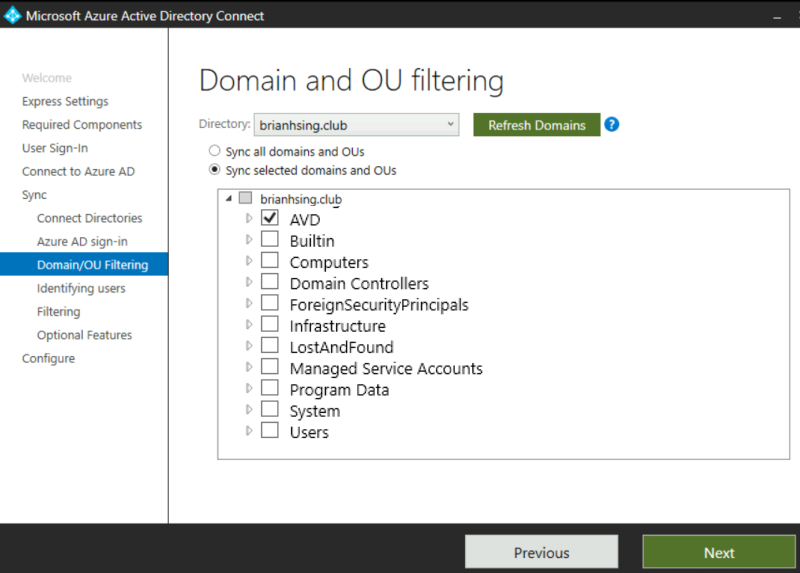 Microsoft Azure Active Directory Connect
Welcome
Express Settings
Required Components
User Sign-In
Connect to Azure AD
Sync
Connect Directories
Azure AD sign-in
Domain/OU Filtering
Identifying users
Filtering
Optional Features
Configure
Domain and OU filtering
Directory: brianhsing.club Refresh Domains ?
Sync all domains and OUs
Sync selected domains and OUs
brianhsing.club
AVD
Builtin
Computers
Domain Controllers
ForeignSecurityPrincipals
Infrastructure
LostAndFound
Managed Service Accounts
Program Data
System
Users
Previous Next